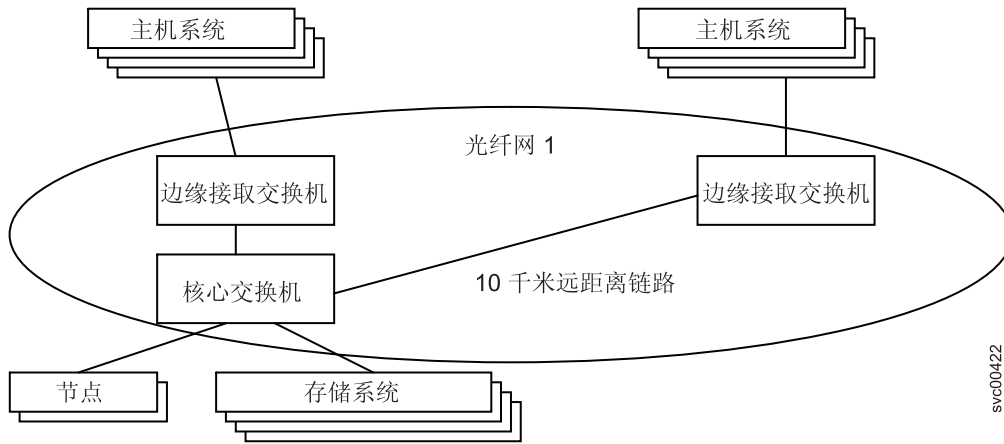 主机系统
主机系统
光纤网 1
边缘接取交换机
边缘接取交换机
核心交换机
10 千米远距离链路
节点
存储系统
svc00422